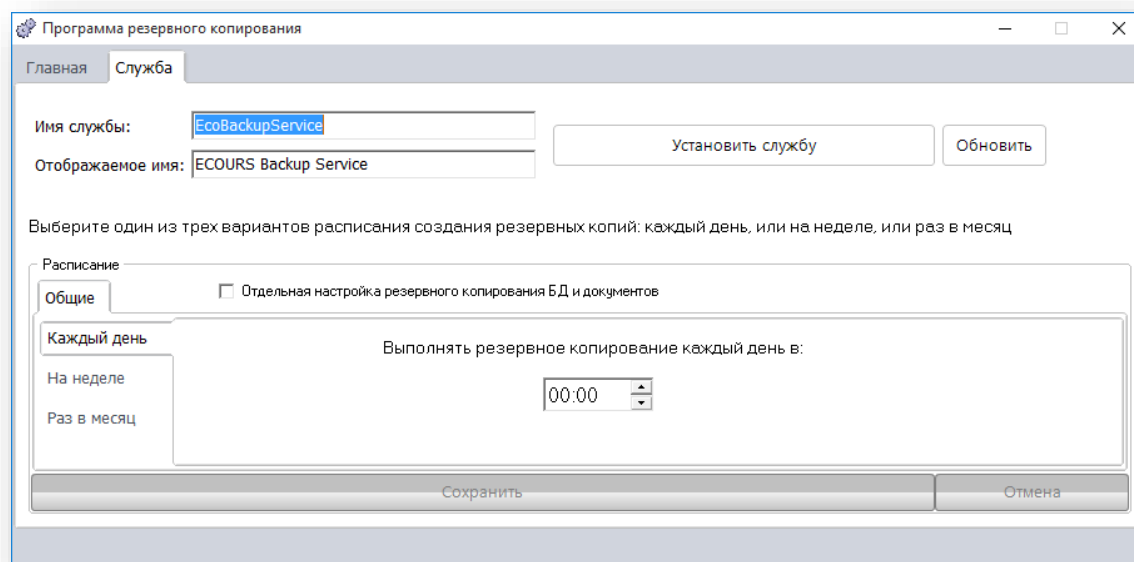 Программа резервного копирования
Главная Служба
Имя службы: EcoBackupService
Установить службу Обновить
Отображаемое имя: ECOURS Backup Service
Выберите один из трех вариантов расписания создания резервных копий: каждый день, или на неделе, или раз в месяц
Расписание
Общие Отдельная настройка резервного копирования БД и документов
Каждый день
Выполнять резервное копирование каждый день в:
На неделе
00:00
Раз в месяц
Сохранить Отмена